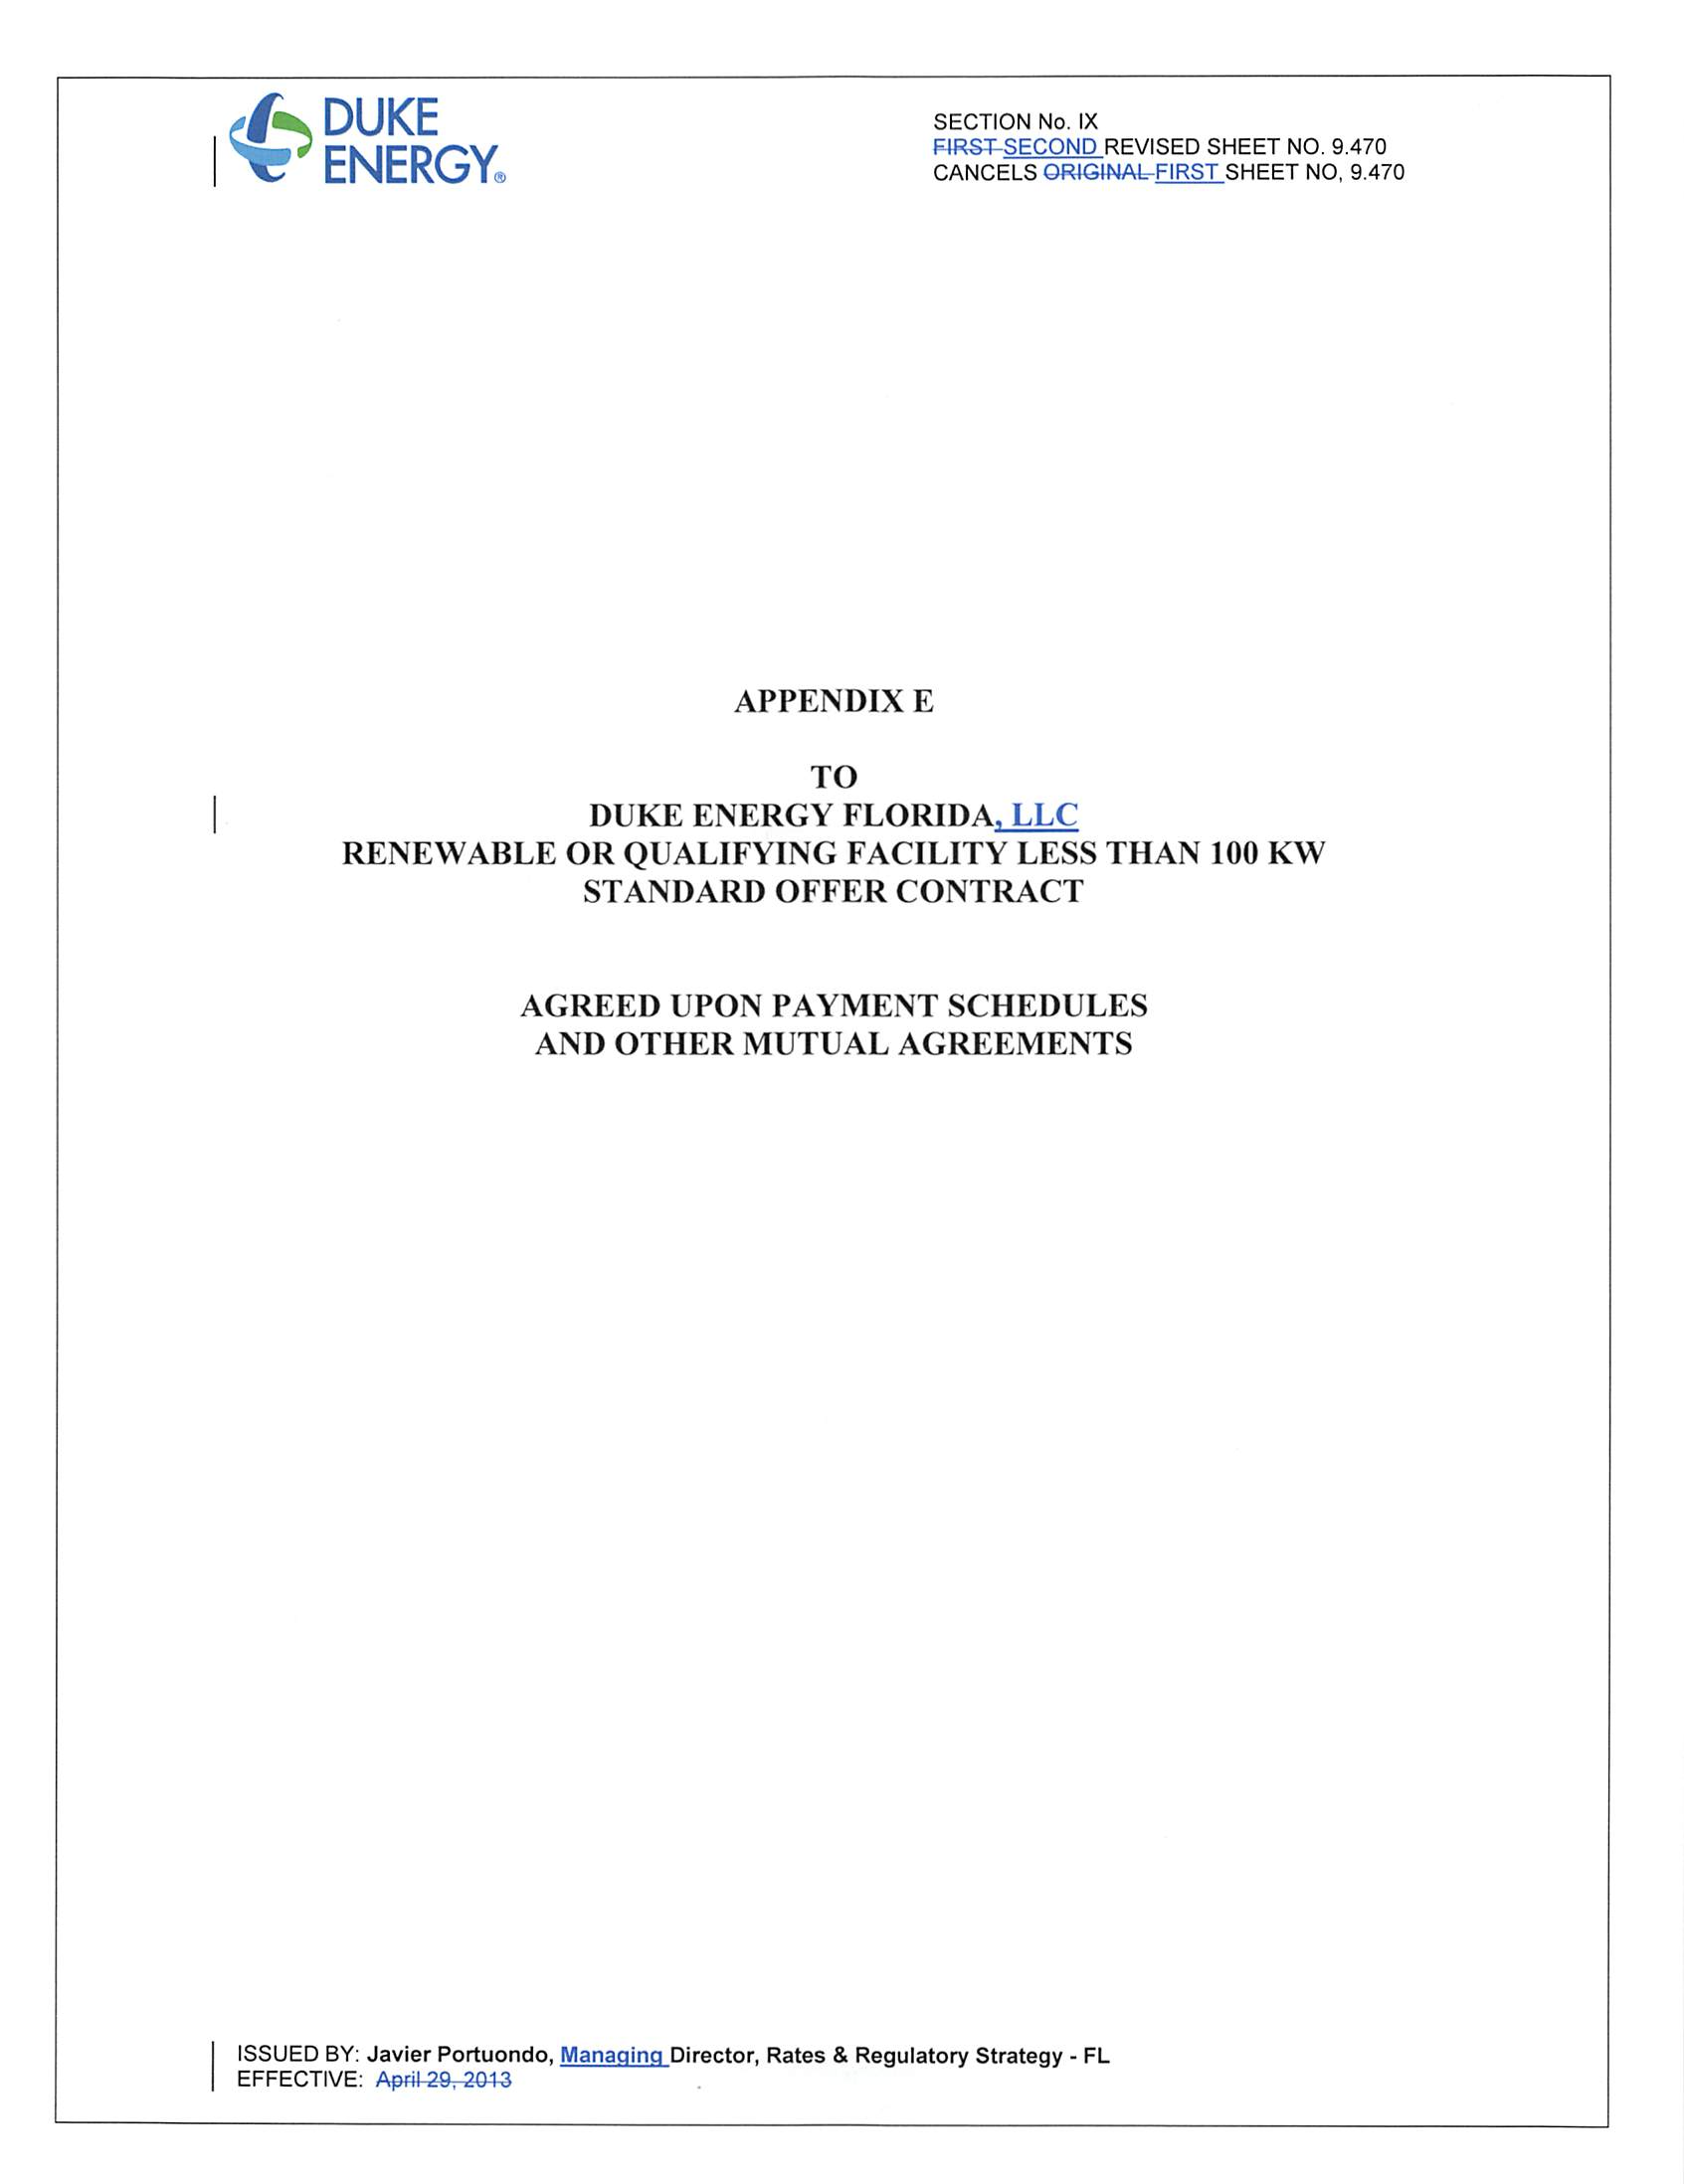 DUKE
ENERGY®
SECTION No. IX
FIRST SECOND REVISED SHEET NO. 9.470
CANCELS ORIGINAL FIRST SHEET NO, 9.470
APPENDIX E
TO
DUKE ENERGY FLORIDA, LLC
RENEWABLE OR QUALIFYING FACILITY LESS THAN 100 KW
STANDARD OFFER CONTRACT
AGREED UPON PAYMENT SCHEDULES
AND OTHER MUTUAL AGREEMENTS
ISSUED BY: Javier Portuondo, Managing Director, Rates & Regulatory Strategy - FL
EFFECTIVE: April 29, 2013